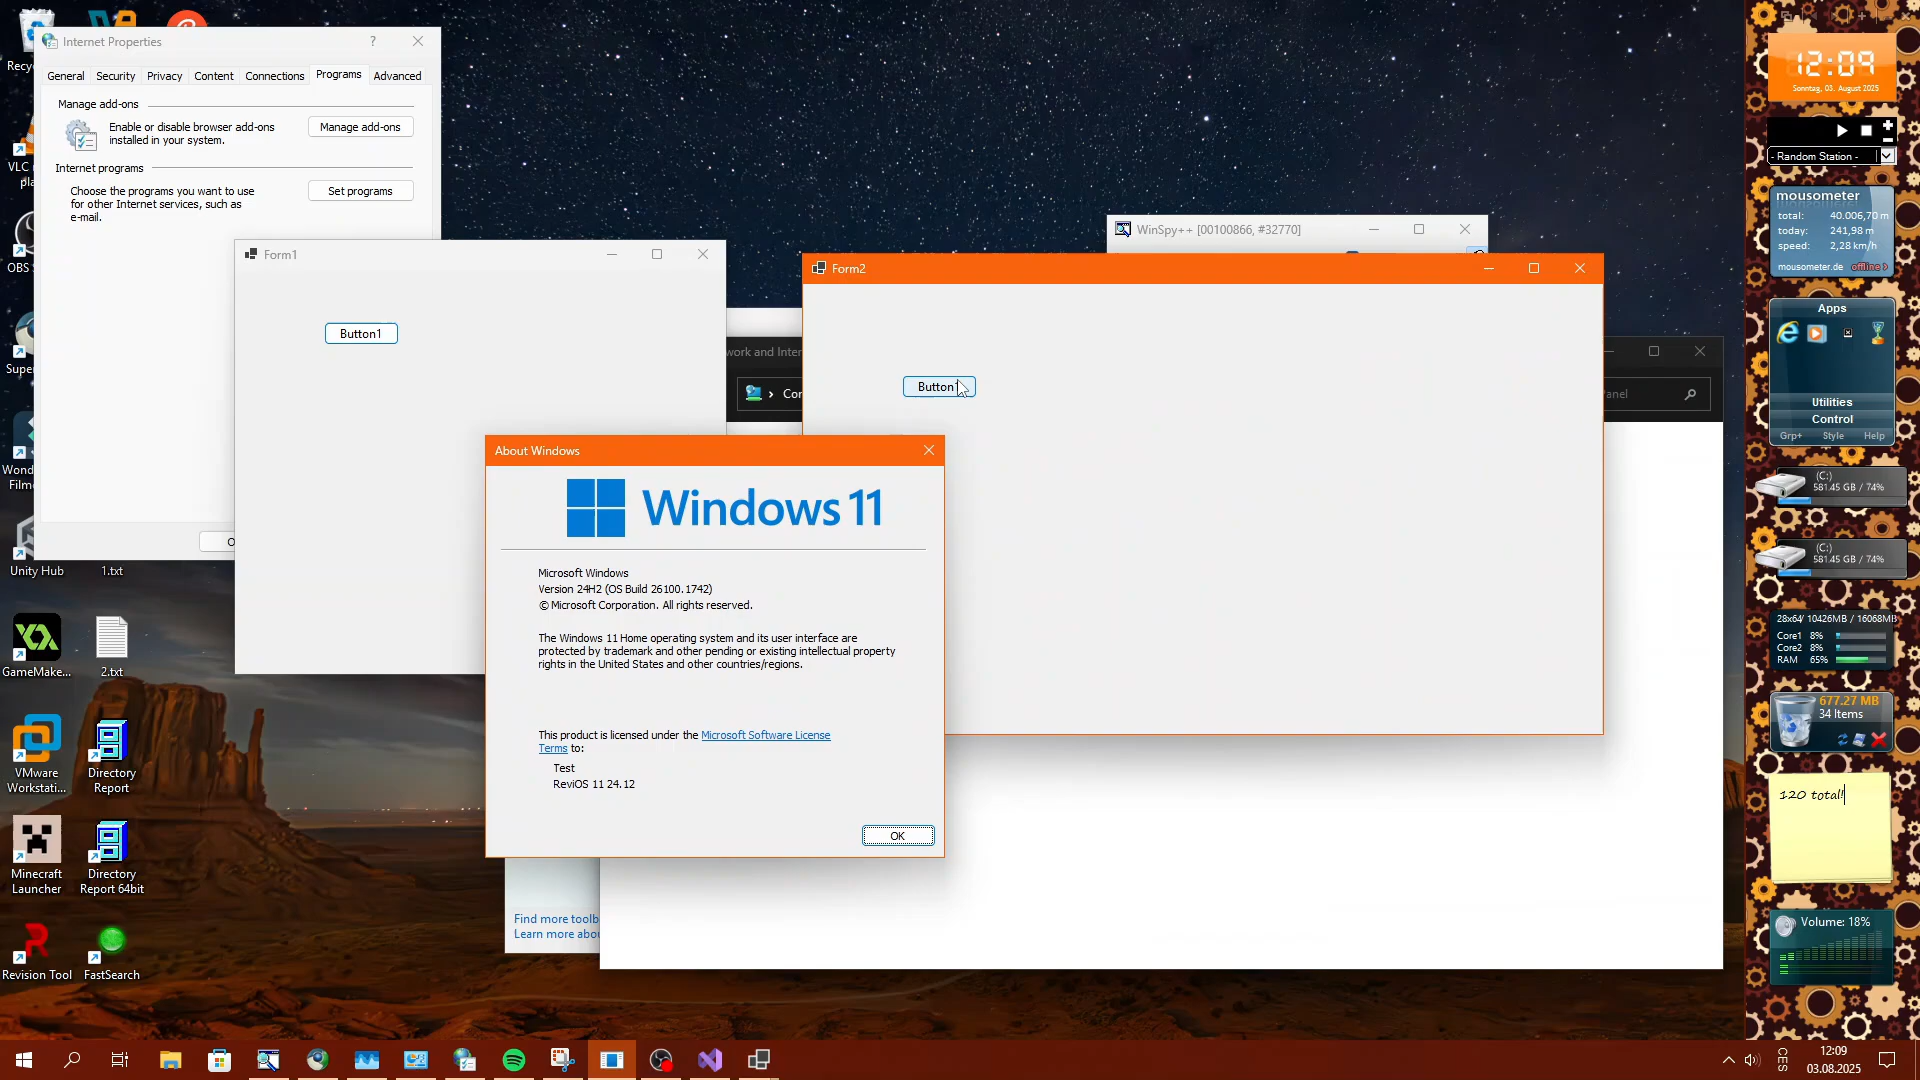 Recyc
Internet Properties
?
General
Security
Privacy
Content
Connections
Programs
Advanced
Manage add-ons
Enable or disable browser add-ons
installed in your system.
Manage add-ons
Internet programs
Choose the programs you want to use
for other Internet services, such as
e-mail.
Set programs
VLC
pla
OBS S
Super
Wond
Filme
Unity Hub
1.txt
GameMake...
2.txt
VMware
Workstati...
Directory
Report
Minecraft
Launcher
Directory
Report 64bit
Revision Tool
FastSearch
Form1
Button1
WinSpy++ [00100866, #32770]
work and Inter
Con
anel
Form2
Button1
About Windows
Windows 11
Microsoft Windows
Version 24H2 (OS Build 26100.1742)
© Microsoft Corporation. All rights reserved.
The Windows 11 Home operating system and its user interface are
protected by trademark and other pending or existing intellectual property
rights in the United States and other countries/regions.
This product is licensed under the Microsoft Software License
Terms to:
Test
ReviOS 11 24.12
OK
Find more toolb
Learn more abou
12:09
Sonntag, 03. August 2025
- Random Station -
mousometer
total: 40.006,70 m
today: 241,98 m
speed: 2,28 km/h
mousometer.de offline >
Apps
Utilities
Control
Grp+ Style Help
(C:)
581.45 GB / 74%
(C:)
581.45 GB / 74%
28x64/ 10426MB / 16068MB
Core1 8%
Core2 8%
RAM 65%
677.27 MB
34 Items
120 total!
Volume: 18%
CES
12:09
03.08.2025